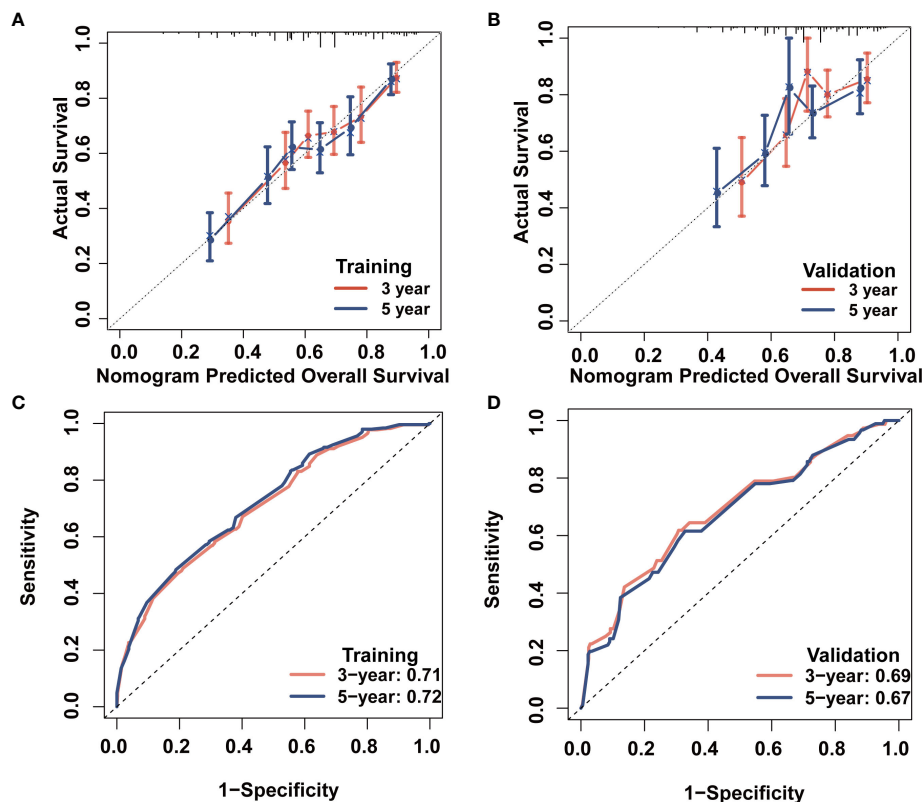 A
1.0
0.8
0.6
0.4
0.2
0.0
Actual Survival
Training
3 year
5 year
0.0 0.2 0.4 0.6 0.8 1.0
Nomogram Predicted Overall Survival
B
1.0
0.8
0.6
0.4
0.2
0.0
Actual Survival
Validation
3 year
5 year
0.0 0.2 0.4 0.6 0.8 1.0
Nomogram Predicted Overall Survival
C
1.0
0.8
0.6
0.4
0.2
0.0
Sensitivity
Training
3−year: 0.71
5−year: 0.72
0.0 0.2 0.4 0.6 0.8 1.0
1−Specificity
D
1.0
0.8
0.6
0.4
0.2
0.0
Sensitivity
Validation
3−year: 0.69
5−year: 0.67
0.0 0.2 0.4 0.6 0.8 1.0
1−Specificity